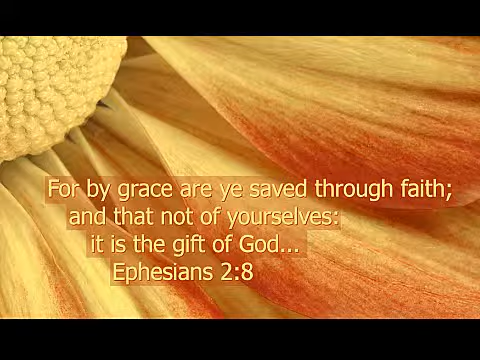 For by grace are ye saved through faith;
and that not of yourselves:
it is the gift of God...
Ephesians 2:8